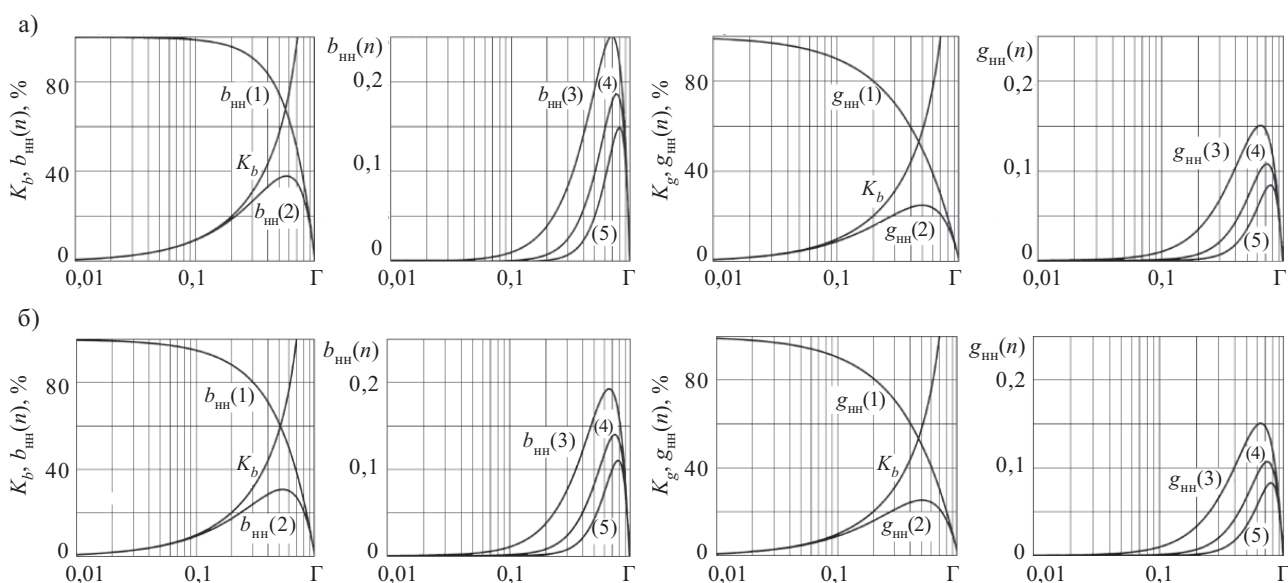 а)
K_b, b_нн(n), %
80
40
0
b_нн(1)
K_b
b_нн(2)
0,01
0,1
Г
b_нн(n)
0,2
0,1
0
b_нн(3)
(4)
(5)
0,01
0,1
Г
K_g, g_нн(n), %
80
40
0
g_нн(1)
K_b
g_нн(2)
0,01
0,1
Г
g_нн(n)
0,2
0,1
0
g_нн(3)
(4)
(5)
0,01
0,1
Г
б)
K_b, b_нн(n), %
80
40
0
b_нн(1)
K_b
b_нн(2)
0,01
0,1
Г
b_нн(n)
0,2
0,1
0
b_нн(3)
(4)
(5)
0,01
0,1
Г
K_g, g_нн(n), %
80
40
0
g_нн(1)
K_b
g_нн(2)
0,01
0,1
Г
g_нн(n)
0,2
0,1
0
g_нн(3)
(4)
(5)
0,01
0,1
Г